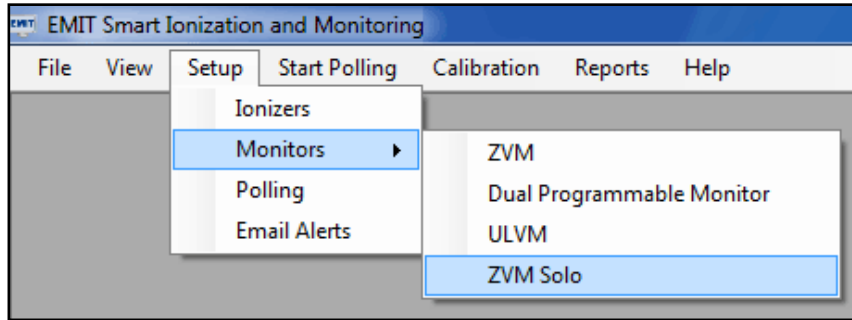 EMIT EMIT Smart Ionization and Monitoring
File View Setup Start Polling Calibration Reports Help
Ionizers
Monitors
Polling
Email Alerts
ZVM
Dual Programmable Monitor
ULVM
ZVM Solo